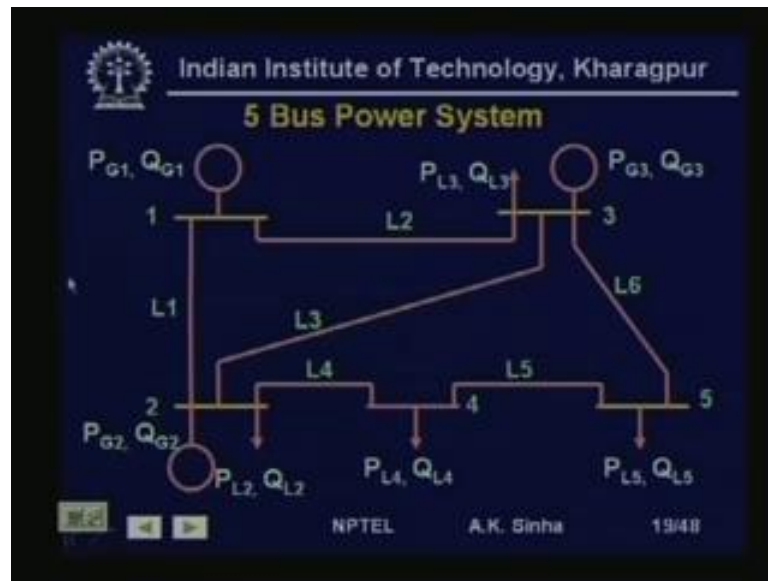 Indian Institute of Technology, Kharagpur
5 Bus Power System
PG1, QG1
PL3, QL3
PG3, QG3
1
L2
3
L1
L3
L6
L4
L5
2
4
5
PG2, QG2
PL2, QL2
PL4, QL4
PL5, QL5
NPTEL
A.K. Sinha
19/48